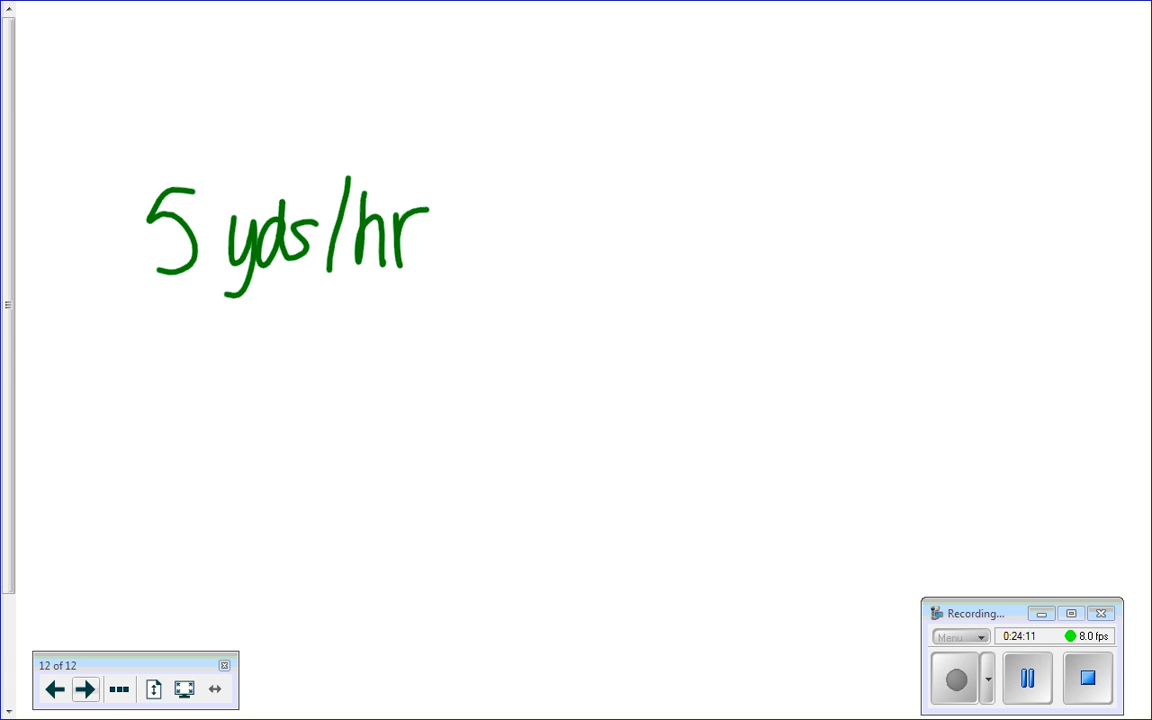 5 yds/hr
Recording...
Menu
0:24:11
8.0 fps
12 of 12